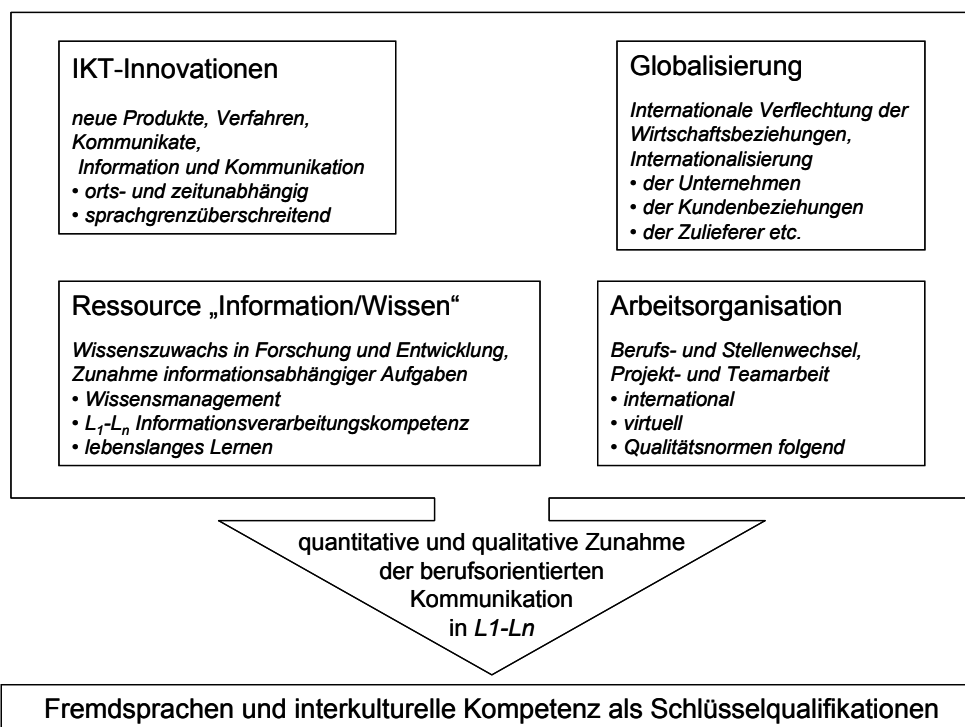 IKT-Innovationen
neue Produkte, Verfahren,
Kommunikate,
Information und Kommunikation
• orts- und zeitunabhängig
• sprachgrenzüberschreitend
Globalisierung
Internationale Verflechtung der
Wirtschaftsbeziehungen,
Internationalisierung
• der Unternehmen
• der Kundenbeziehungen
• der Zulieferer etc.
Ressource „Information/Wissen“
Wissenszuwachs in Forschung und Entwicklung,
Zunahme informationsabhängiger Aufgaben
• Wissensmanagement
• L₁-Lₙ Informationsverarbeitungskompetenz
• lebenslanges Lernen
Arbeitsorganisation
Berufs- und Stellenwechsel,
Projekt- und Teamarbeit
• international
• virtuell
• Qualitätsnormen folgend
quantitative und qualitative Zunahme
der berufsorientierten
Kommunikation
in L1-Ln
Fremdsprachen und interkulturelle Kompetenz als Schlüsselqualifikationen